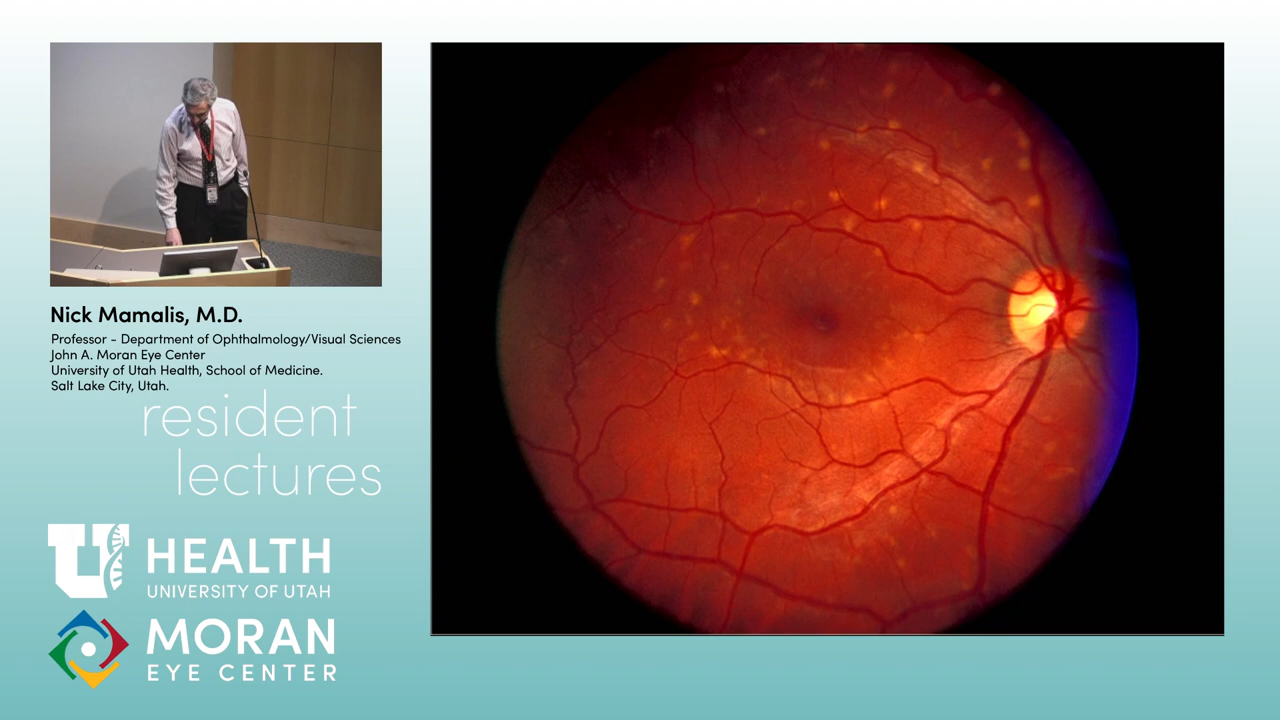 Nick Mamalis, M.D.
Professor - Department of Ophthalmology/Visual Sciences
John A. Moran Eye Center
University of Utah Health, School of Medicine.
Salt Lake City, Utah.
resident
lectures
U
HEALTH
UNIVERSITY OF UTAH
MORAN
EYE CENTER